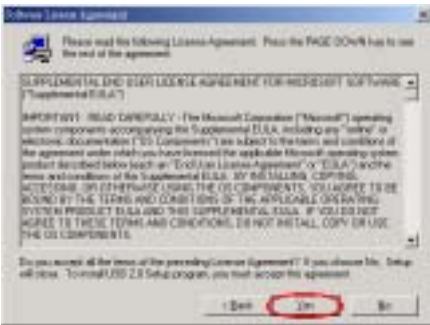 Software License Agreement
Please read the following License Agreement. Press the PAGE DOWN key to see
the rest of the agreement.
SUPPLEMENTAL END USER LICENSE AGREEMENT FOR MICROSOFT SOFTWARE
("Supplemental EULA")
IMPORTANT: READ CAREFULLY - The Microsoft Corporation ("Microsoft") operating
system components accompanying the Supplemental EULA, including any "online" or
electronic documentation ("OS Components") are subject to the terms and conditions of
the agreement under which you have licensed the applicable Microsoft operating system
product described below (each an "End User License Agreement" or "EULA") and the
terms and conditions of this Supplemental EULA. BY INSTALLING, COPYING,
ACCESSING, OR OTHERWISE USING THE OS COMPONENTS, YOU AGREE TO BE
BOUND BY THE TERMS AND CONDITIONS OF THE APPLICABLE OPERATING
SYSTEM PRODUCT EULA AND THIS SUPPLEMENTAL EULA. IF YOU DO NOT
AGREE TO THESE TERMS AND CONDITIONS, DO NOT INSTALL, COPY OR USE
THE OS COMPONENTS.
Do you accept all the terms of the preceding License Agreement? If you choose No, Setup
will close. To install USB 2.0 Setup program, you must accept this agreement.
< Back
Yes
No